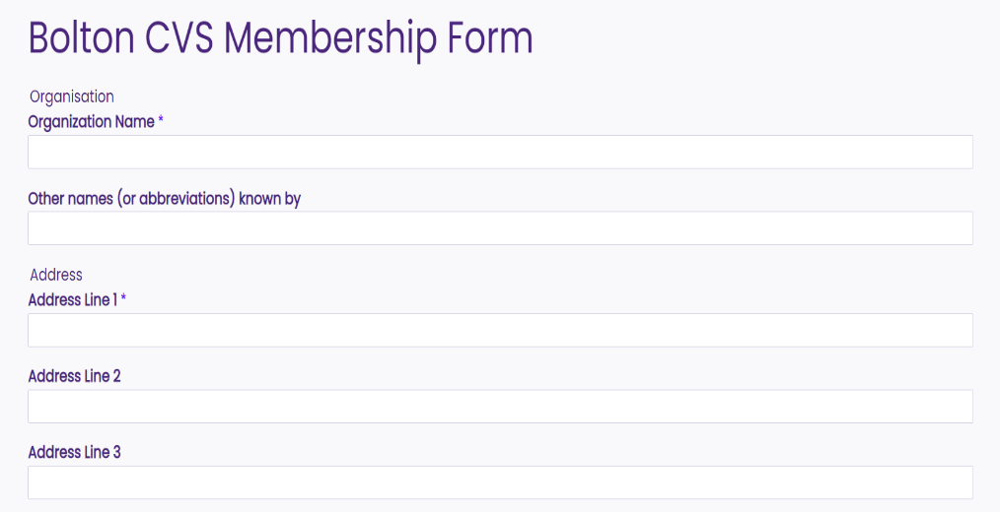 Bolton CVS Membership Form
Organisation
Organization Name *
Other names (or abbreviations) known by
Address
Address Line 1 *
Address Line 2
Address Line 3